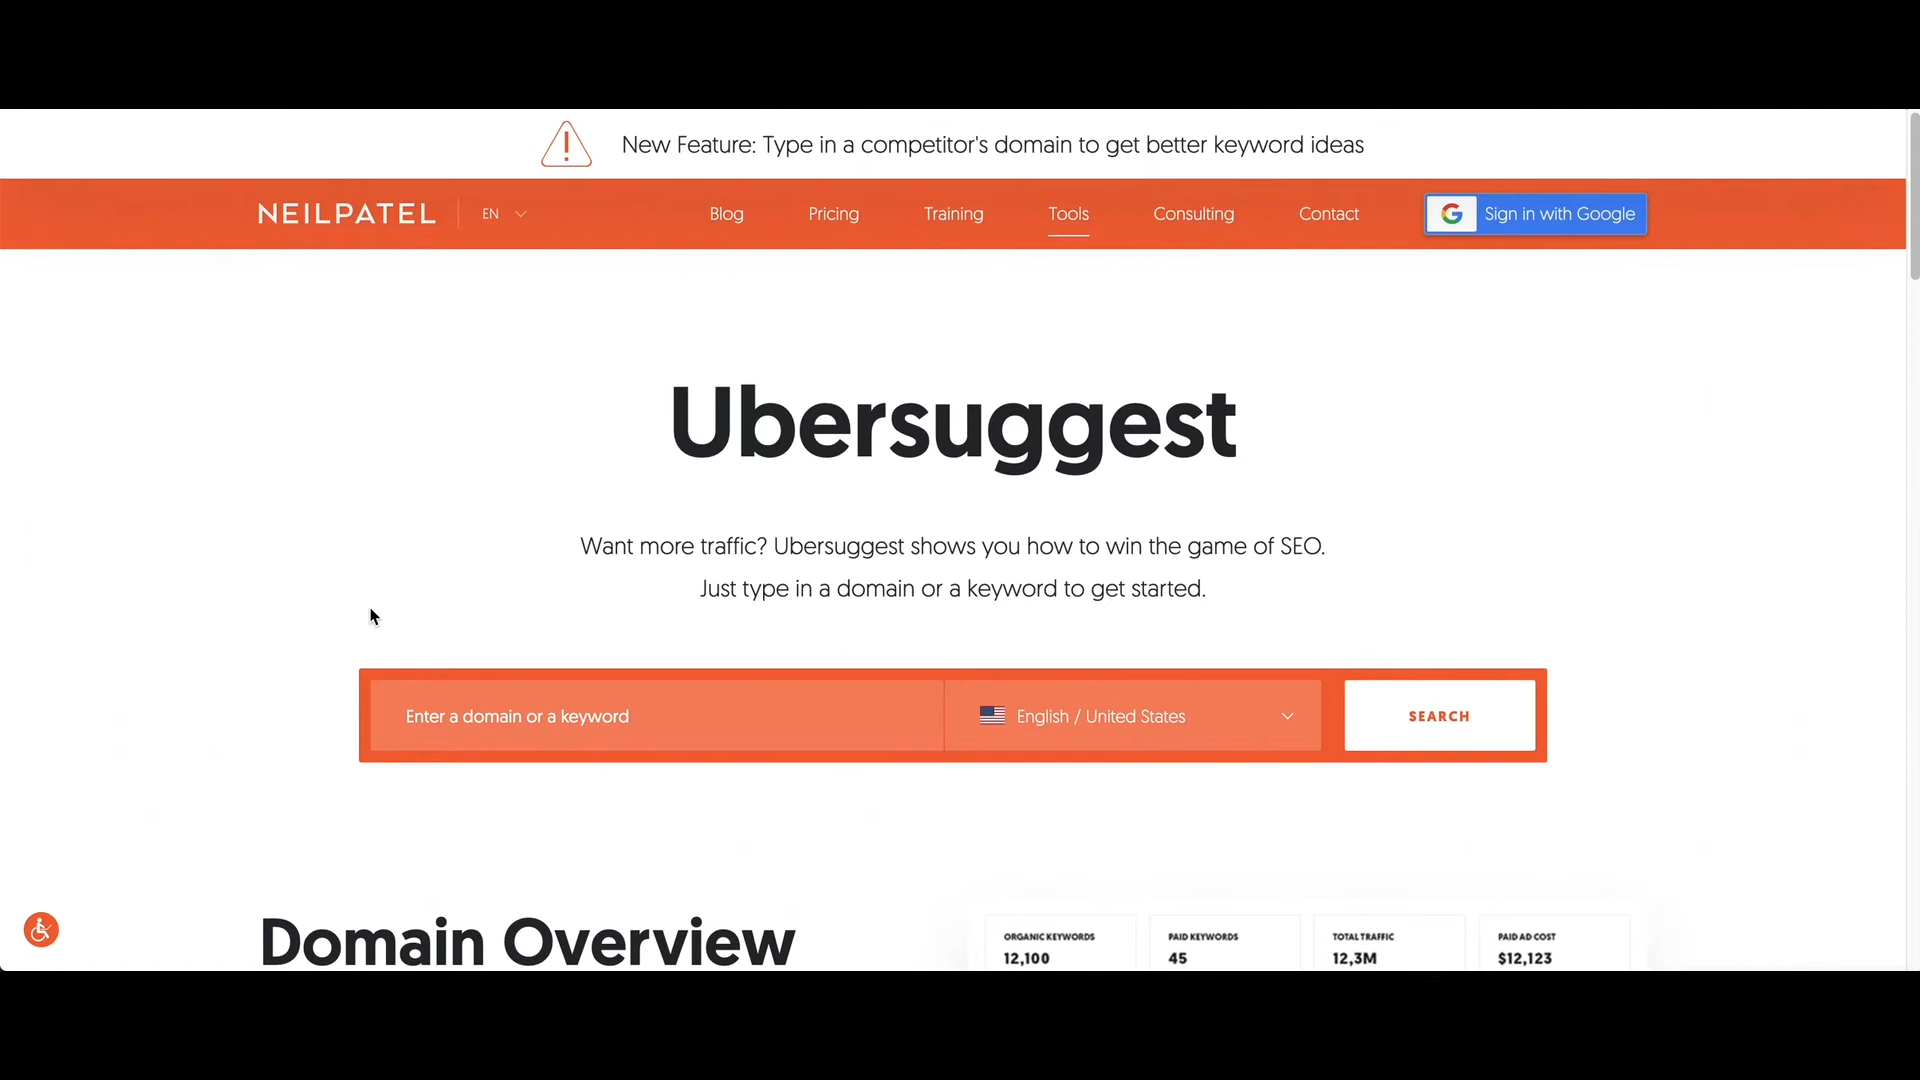 New Feature: Type in a competitor's domain to get better keyword ideas
NEILPATEL
EN
Blog
Pricing
Training
Tools
Consulting
Contact
Sign in with Google
Ubersuggest
Want more traffic? Ubersuggest shows you how to win the game of SEO.
Just type in a domain or a keyword to get started.
Enter a domain or a keyword
English / United States
SEARCH
Domain Overview
ORGANIC KEYWORDS
12,100
PAID KEYWORDS
45
TOTAL TRAFFIC
12,3M
PAID AD COST
$12,123